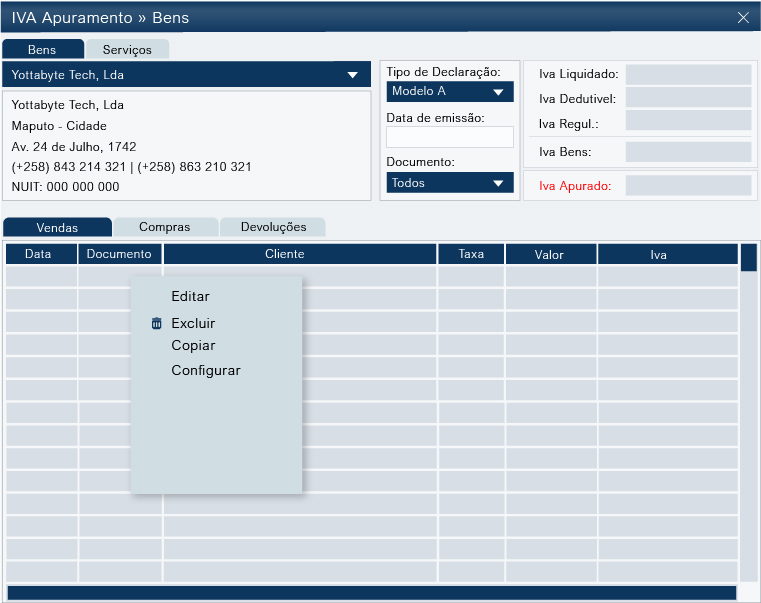 IVA Apuramento » Bens
Bens
Serviços
Yottabyte Tech, Lda
Yottabyte Tech, Lda
Maputo - Cidade
Av. 24 de Julho, 1742
(+258) 843 214 321 | (+258) 863 210 321
NUIT: 000 000 000
Tipo de Declaração:
Modelo A
Data de emissão:
Documento:
Todos
Iva Liquidado:
Iva Dedutivel:
Iva Regul.:
Iva Bens:
Iva Apurado:
Vendas
Compras
Devoluções
Data
Documento
Cliente
Taxa
Valor
Iva
Editar
Excluir
Copiar
Configurar